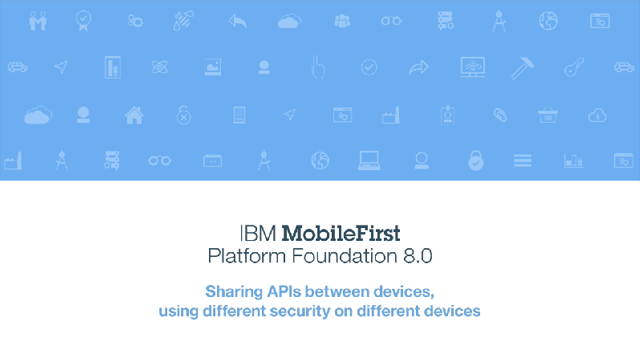 IBM MobileFirst
Platform Foundation 8.0
Sharing APIs between devices,
using different security on different devices